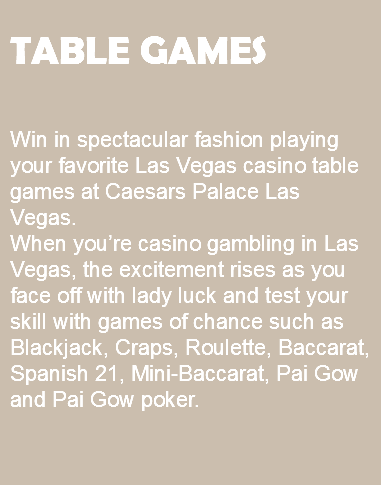 TABLE GAMES
Win in spectacular fashion playing
your favorite Las Vegas casino table
games at Caesars Palace Las
Vegas.
When you’re casino gambling in Las
Vegas, the excitement rises as you
face off with lady luck and test your
skill with games of chance such as
Blackjack, Craps, Roulette, Baccarat,
Spanish 21, Mini-Baccarat, Pai Gow
and Pai Gow poker.